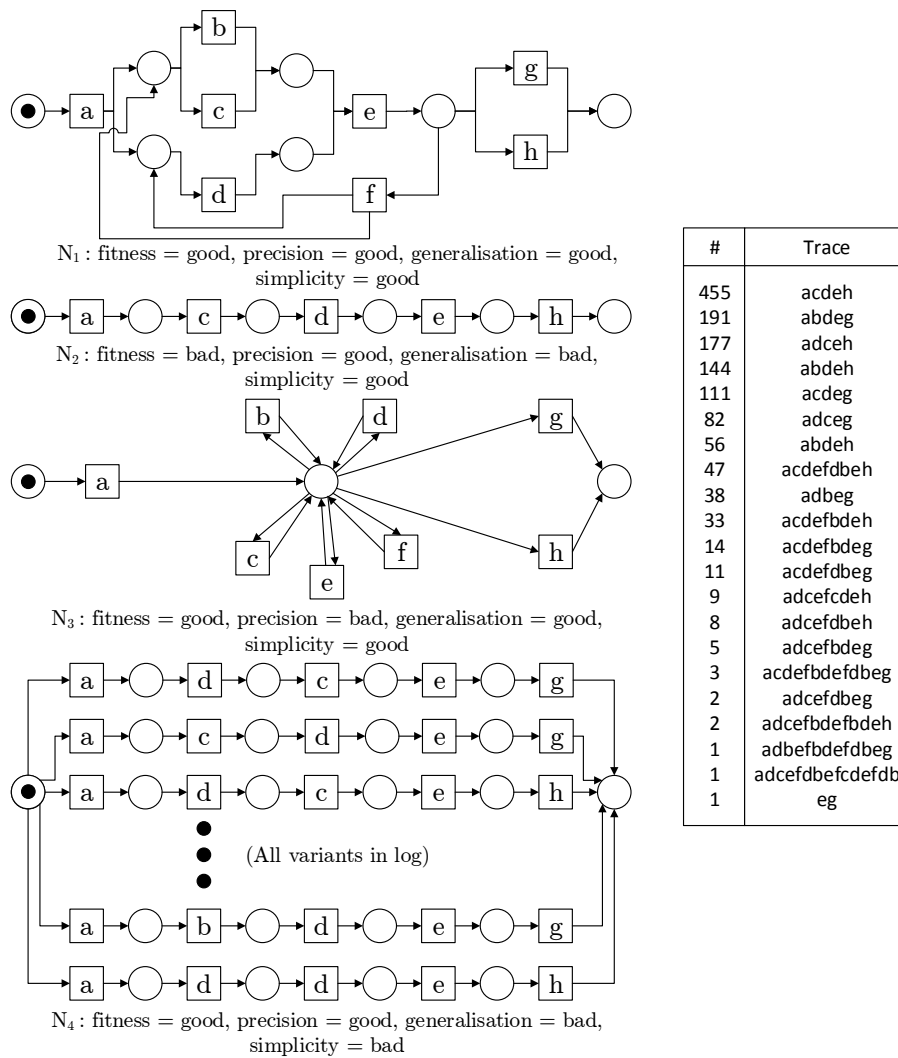 b
g
a
c
e
h
d
f
N₁ : fitness = good, precision = good, generalisation = good,
simplicity = good
a c d e h
N₂ : fitness = bad, precision = good, generalisation = bad,
simplicity = good
b d g
a
c f h
e
N₃ : fitness = good, precision = bad, generalisation = good,
simplicity = good
a d c e g
a c d e g
a d c e h
(All variants in log)
a b d e g
a d d e h
N₄ : fitness = good, precision = good, generalisation = bad,
simplicity = bad
# Trace
455 acdeh
191 abdeg
177 adceh
144 abdeh
111 acdeg
82 adceg
56 abdeh
47 acdefdbeh
38 adbeg
33 acdefbdeh
14 acdefbdeg
11 acdefdbeg
9 adcefcdeh
8 adcefdbeh
5 adcefbdeg
3 acdefbdefdbeg
2 adcefdbeg
2 adcefbdefbdeh
1 adbefbdefdbeg
1 adcefdbefcdefdb
1 eg